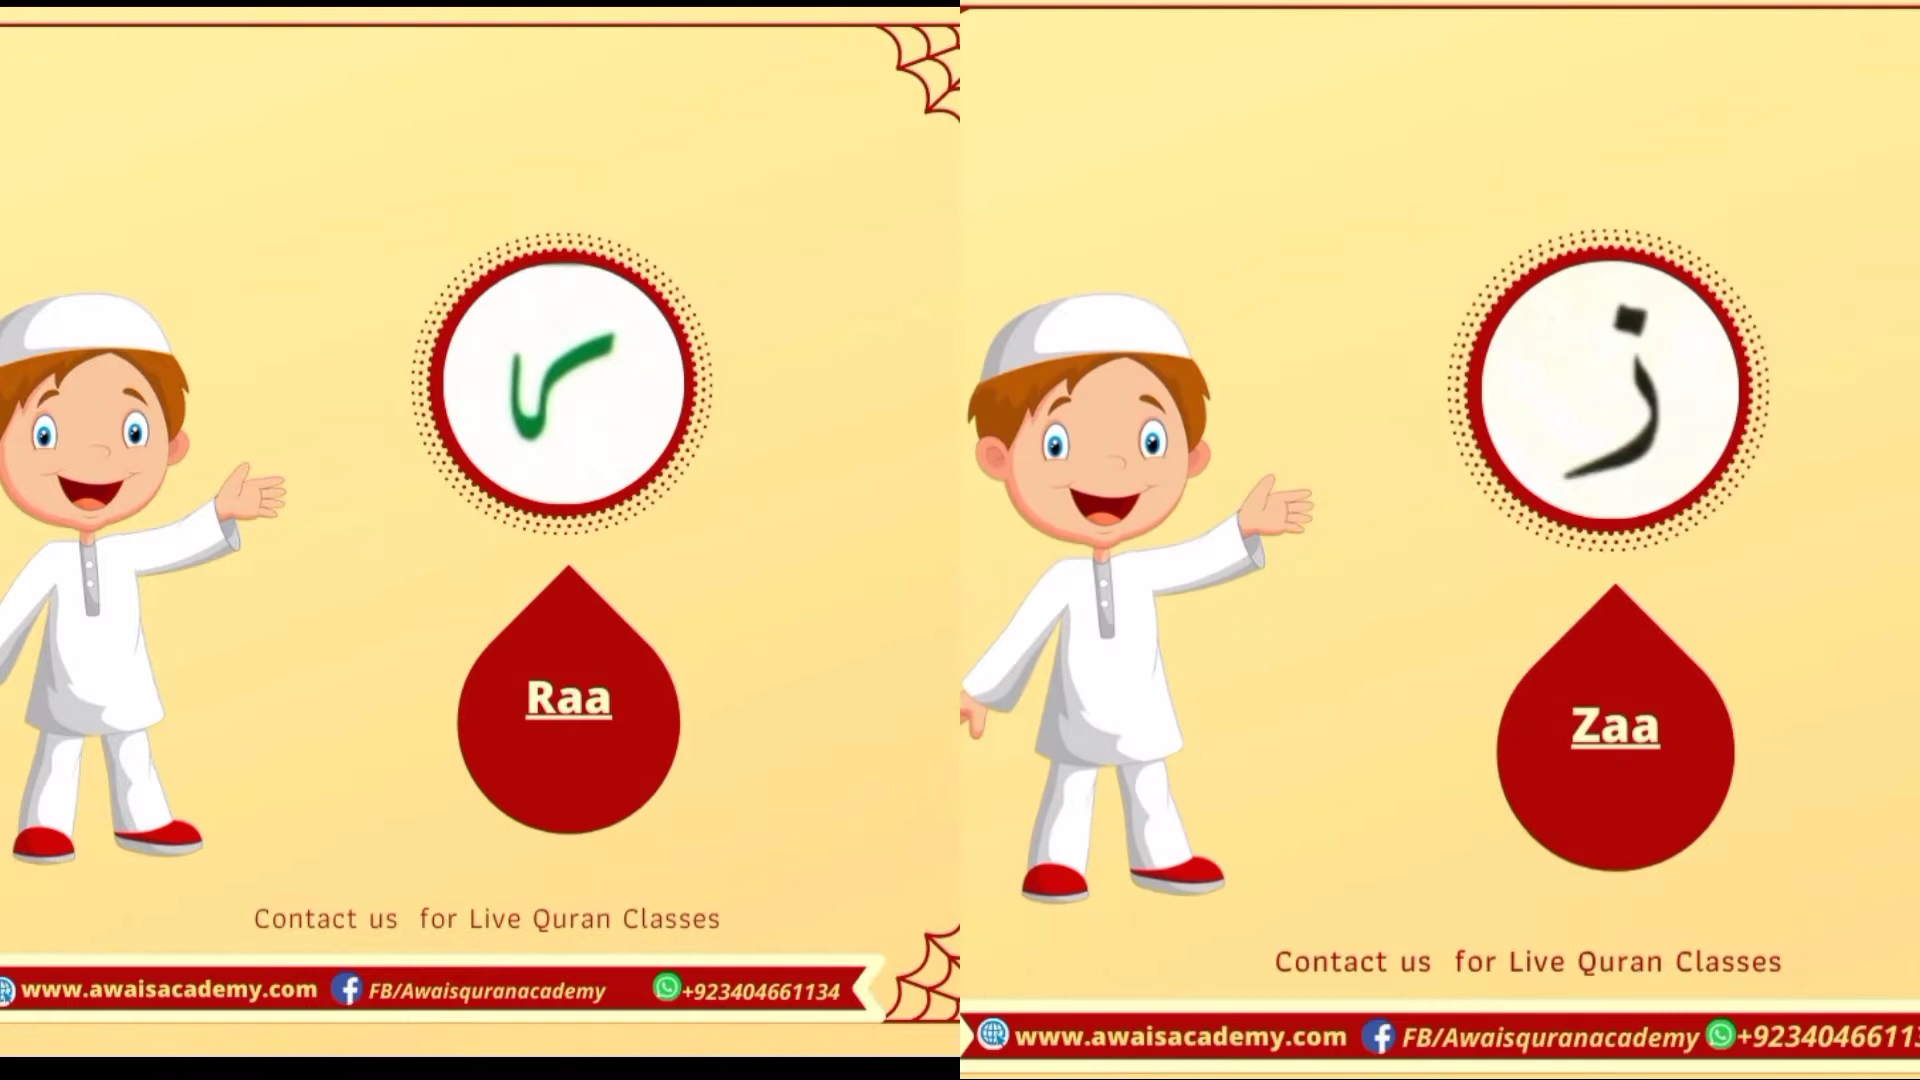 ر
Raa
Contact us for Live Quran Classes
www.awaisacademy.com FB/Awaisquranacademy +923404661134
ز
Zaa
Contact us for Live Quran Classes
www.awaisacademy.com FB/Awaisquranacademy +92340466113